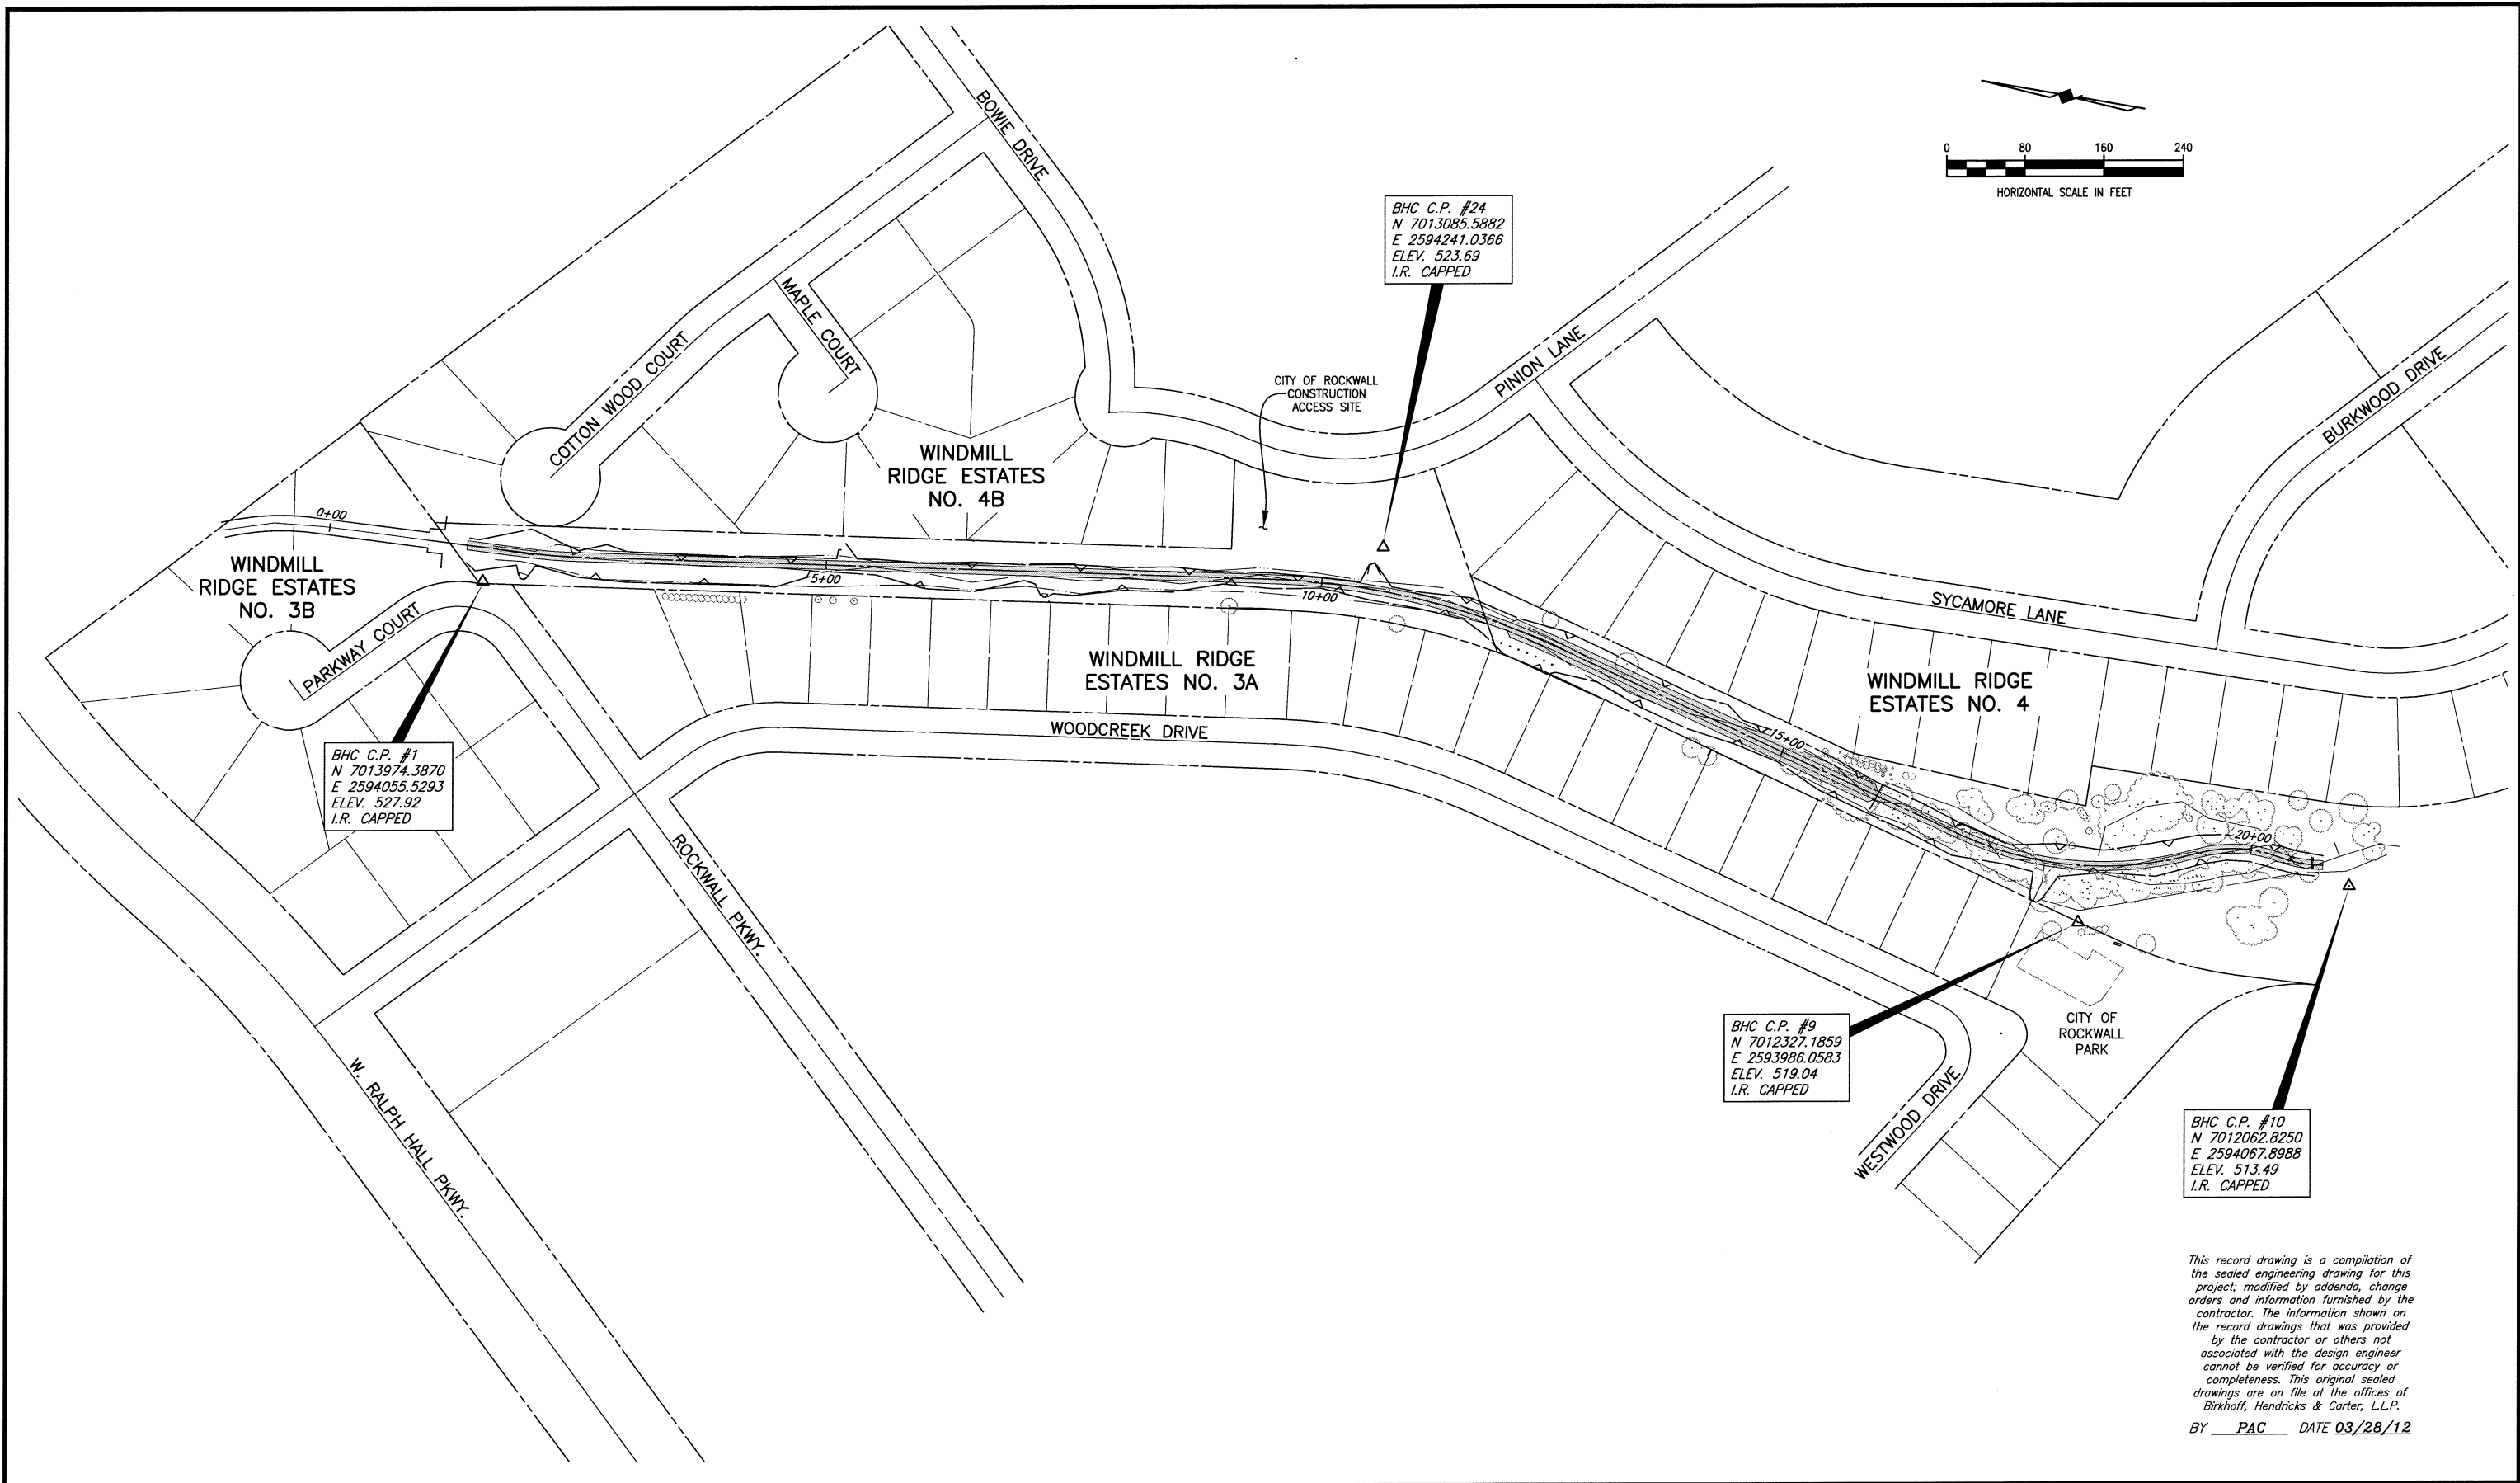 BOWIE DRIVE
0 80 160 240
HORIZONTAL SCALE IN FEET
BHC C.P. #24
N 7013085.5882
E 2594241.0366
ELEV. 523.69
I.R. CAPPED
MAPLE COURT
COTTON WOOD COURT
CITY OF ROCKWALL
CONSTRUCTION
ACCESS SITE
PINION LANE
BURKWOOD DRIVE
WINDMILL
RIDGE ESTATES
NO. 4B
0+00
WINDMILL
RIDGE ESTATES
NO. 3B
5+00
10+00
SYCAMORE LANE
PARKWAY COURT
WINDMILL RIDGE
ESTATES NO. 3A
WINDMILL RIDGE
ESTATES NO. 4
WOODCREEK DRIVE
15+00
BHC C.P. #1
N 7013974.3870
E 2594055.5293
ELEV. 527.92
I.R. CAPPED
20+00
ROCKWALL PKWY.
BHC C.P. #9
N 7012327.1859
E 2593986.0583
ELEV. 519.04
I.R. CAPPED
CITY OF
ROCKWALL
PARK
W. RALPH HALL PKWY.
WESTWOOD DRIVE
BHC C.P. #10
N 7012062.8250
E 2594067.8988
ELEV. 513.49
I.R. CAPPED
This record drawing is a compilation of
the sealed engineering drawing for this
project; modified by addenda, change
orders and information furnished by the
contractor. The information shown on
the record drawings that was provided
by the contractor or others not
associated with the design engineer
cannot be verified for accuracy or
completeness. This original sealed
drawings are on file at the offices of
Birkhoff, Hendricks & Carter, L.L.P.
BY PAC DATE 03/28/12